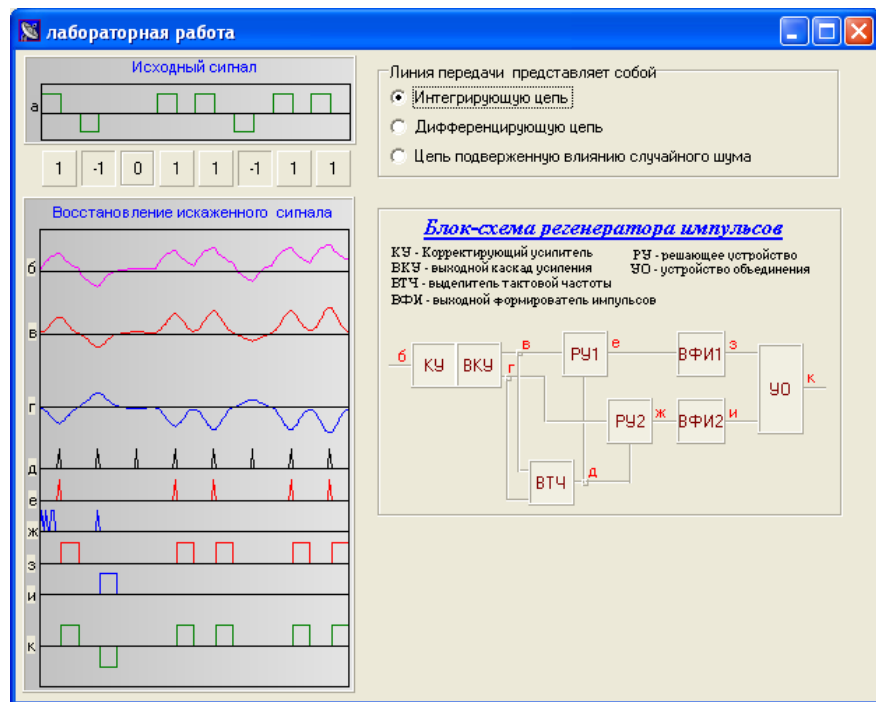 лабораторная работа
Исходный сигнал
а
1 -1 0 1 1 -1 1 1
Восстановление искаженного сигнала
б
в
г
д
е
ж
з
и
к
Линия передачи представляет собой
Интегрирующую цепь
Дифференцирующую цепь
Цепь подверженную влиянию случайного шума
Блок-схема регенератора импульсов
КУ - Корректирующий усилитель
ВКУ - выходной каскад усиления
ВТЧ - выделитель тактовой частоты
ВФИ - выходной формирователь импульсов
РУ - решающее устройство
УО - устройство объединения
б КУ ВКУ в г РУ1 е ВФИ1 з УО к
РУ2 ж ВФИ2 и
ВТЧ д